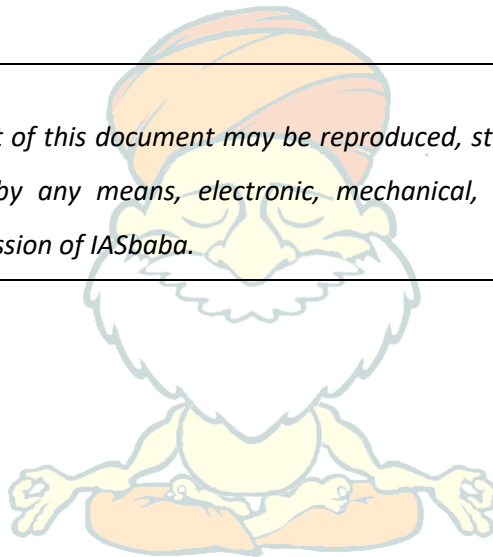 t of this document may be reproduced, st
by any means, electronic, mechanical,
ssion of IASbaba.